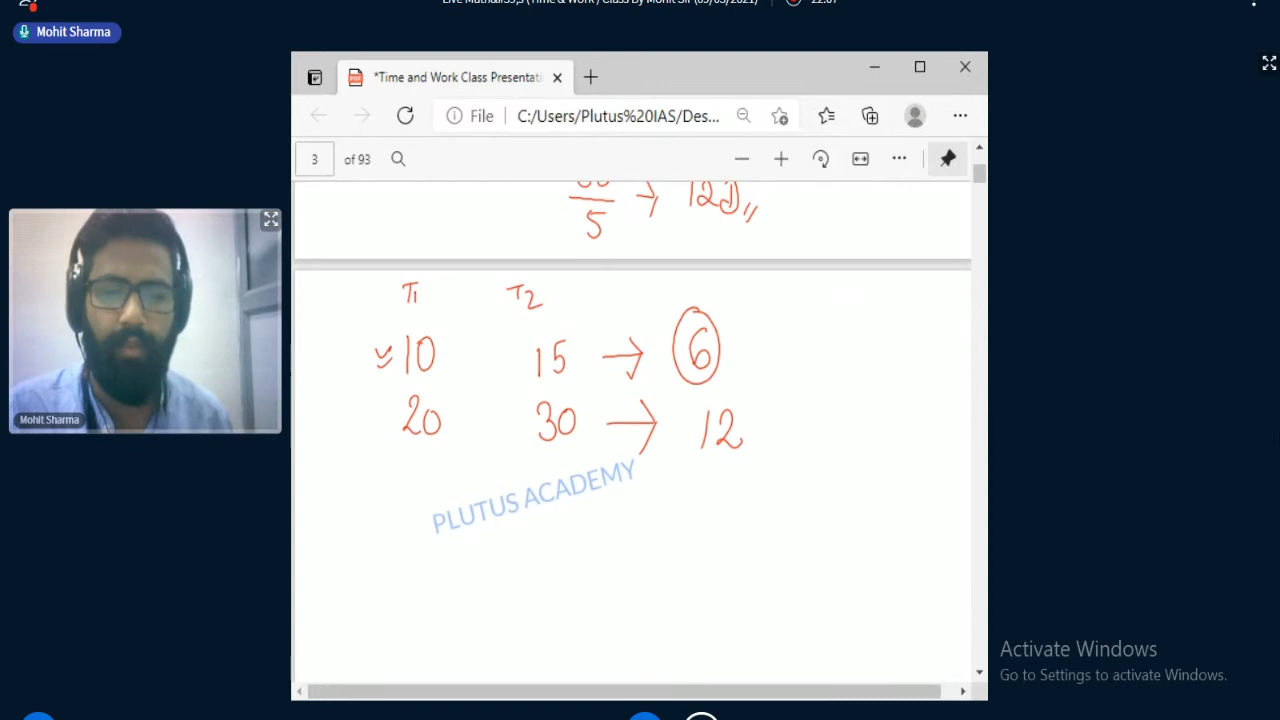 Mohit Sharma
*Time and Work Class Presentati
File C:/Users/Plutus%20IAS/Des...
3 of 93
5 → 12D
T1 T2
10 15 → 6
20 30 → 12
PLUTUS ACADEMY
Mohit Sharma
Activate Windows
Go to Settings to activate Windows.